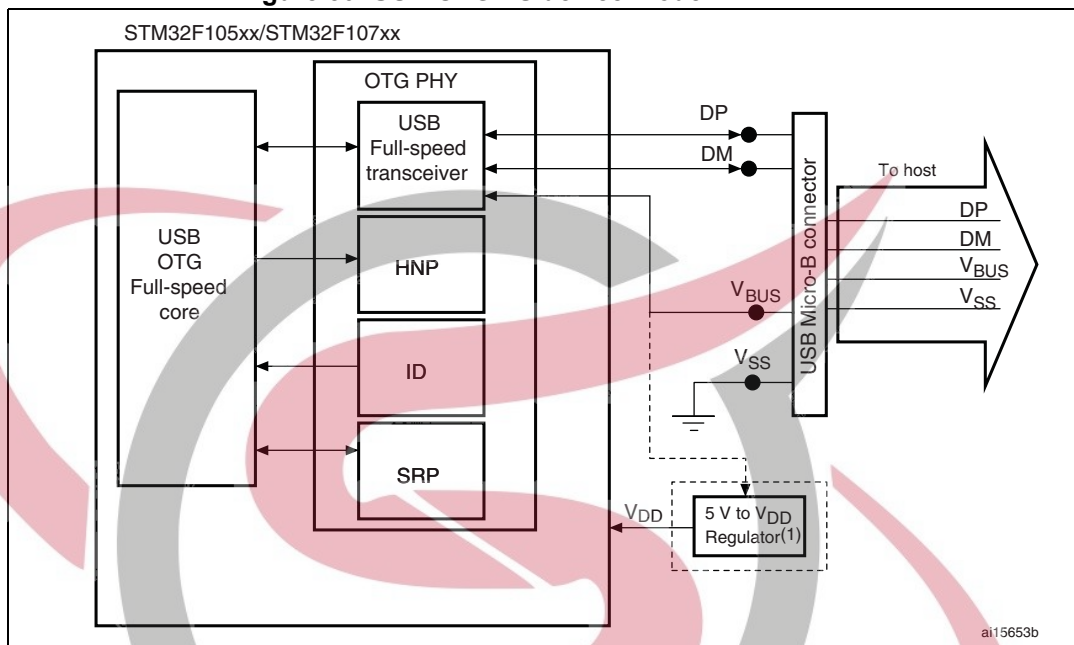 STM32F105xx/STM32F107xx
OTG PHY
USB
Full-speed
transceiver
HNP
ID
SRP
USB
OTG
Full-speed
core
DP
DM
VBUS
VSS
USB Micro-B connector
To host
DP
DM
VBUS
VSS
VDD
5 V to VDD
Regulator(1)
ai15653b